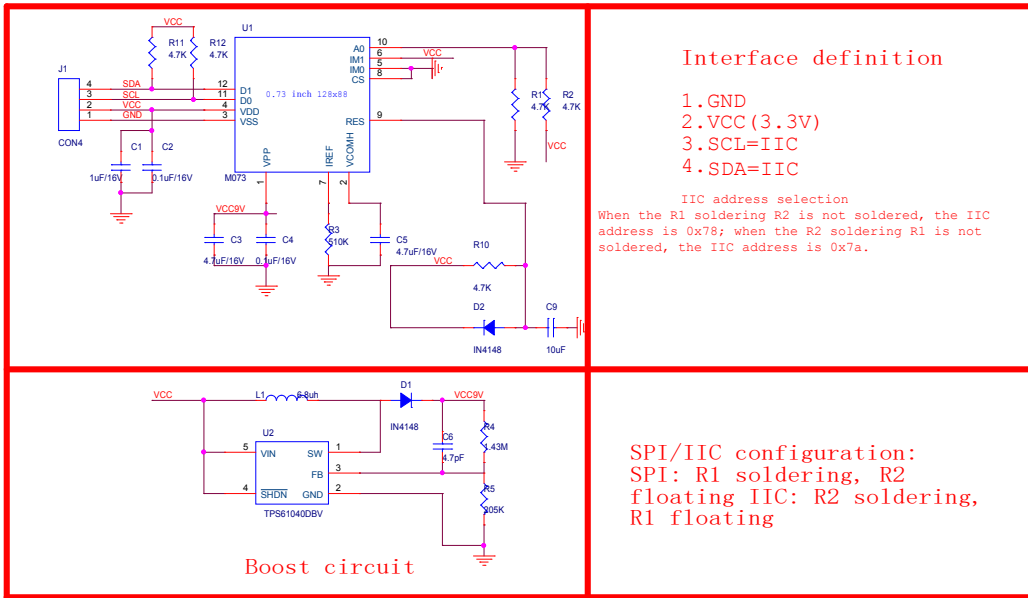 VCC
R11
4.7K
R12
4.7K
U1
J1
4
3
2
1
SDA
SCL
VCC
GND
CON4
12
11
4
3
D1
D0
VDD
VSS
0.73 inch 128x88
A0
IM1
IM0
CS
RES
10
6
5
8
9
VCC
VPP
IREF
VCOMH
M073
1
7
2
C1
C2
1uF/16V
0.1uF/16V
VCC9V
C3
C4
4.7uF/16V
0.1uF/16V
R3
510K
C5
4.7uF/16V
R1
4.7K
R2
4.7K
VCC
R10
VCC
4.7K
D2
IN4148
C9
10uF
Interface definition
1.GND
2.VCC(3.3V)
3.SCL=IIC
4.SDA=IIC
IIC address selection
When the R1 soldering R2 is not soldered, the IIC
address is 0x78; when the R2 soldering R1 is not
soldered, the IIC address is 0x7a.
VCC
L1
6.8uh
D1
IN4148
VCC9V
U2
5
VIN
SW
1
FB
3
4
SHDN
GND
2
TPS61040DBV
C6
4.7pF
R4
1.43M
R5
205K
Boost circuit
SPI/IIC configuration:
SPI: R1 soldering, R2
floating IIC: R2 soldering,
R1 floating